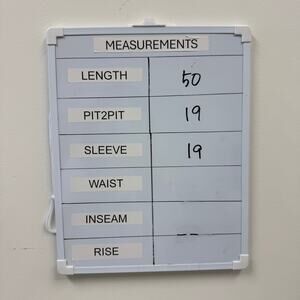 MEASUREMENTS
LENGTH 50
PIT2PIT 19
SLEEVE 19
WAIST
INSEAM
RISE